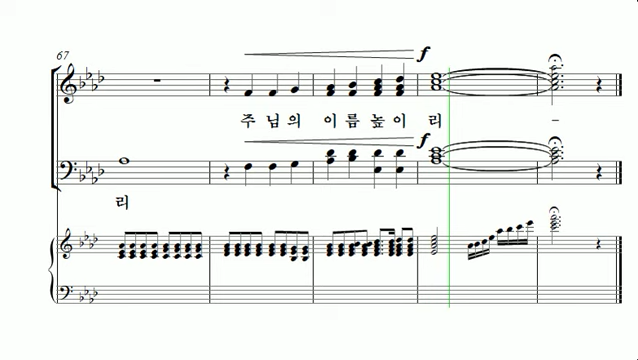 67
f
주 님 의 이 름 높 이 리 -
f
리